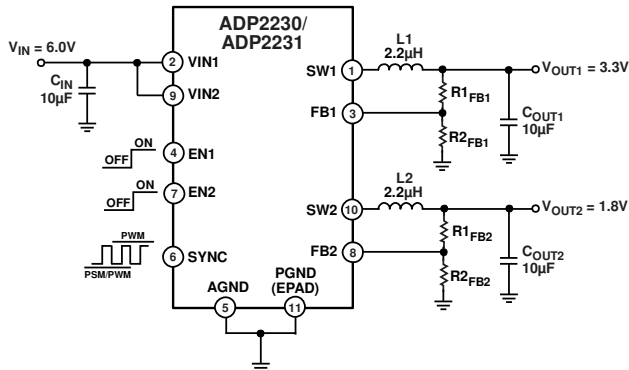 ADP2230/
ADP2231
VIN = 6.0V
CIN
10µF
2 VIN1
9 VIN2
4 EN1
OFF ON
7 EN2
OFF ON
6 SYNC
PWM
PSM/PWM
AGND
5
PGND
(EPAD)
11
SW1 1
L1
2.2µH
VOUT1 = 3.3V
FB1 3
R1FB1
R2FB1
COUT1
10µF
SW2 10
L2
2.2µH
VOUT2 = 1.8V
FB2 8
R1FB2
R2FB2
COUT2
10µF